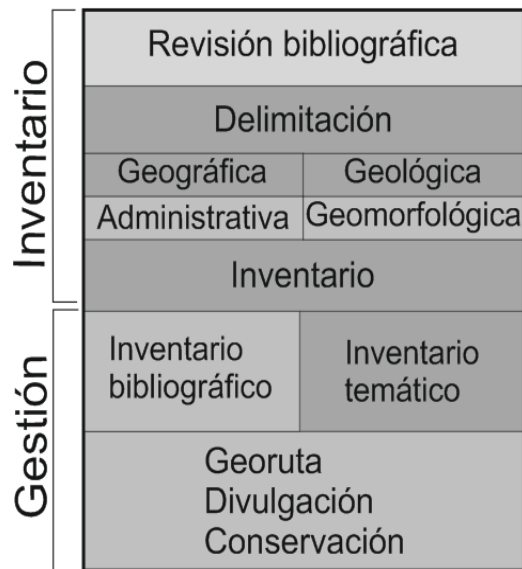 Inventario
Revisión bibliográfica
Delimitación
Geográfica
Geológica
Administrativa
Geomorfológica
Inventario
Gestión
Inventario
bibliográfico
Inventario
temático
Georuta
Divulgación
Conservación